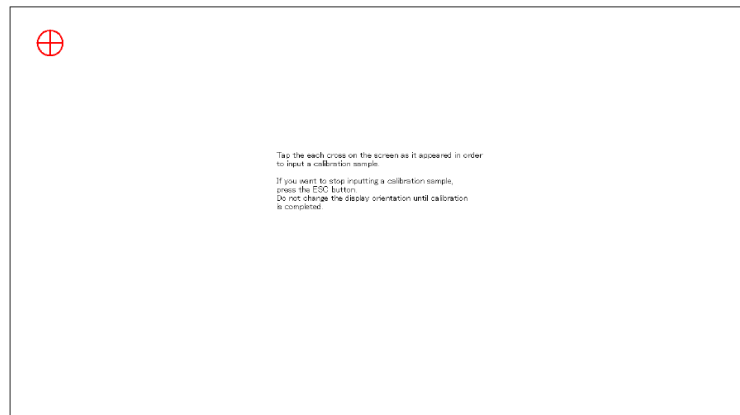 Tap the each cross on the screen as it appeared in order
to input a calibration sample.
If you want to stop inputting a calibration sample,
press the ESC button.
Do not change the display orientation until calibration
is completed.